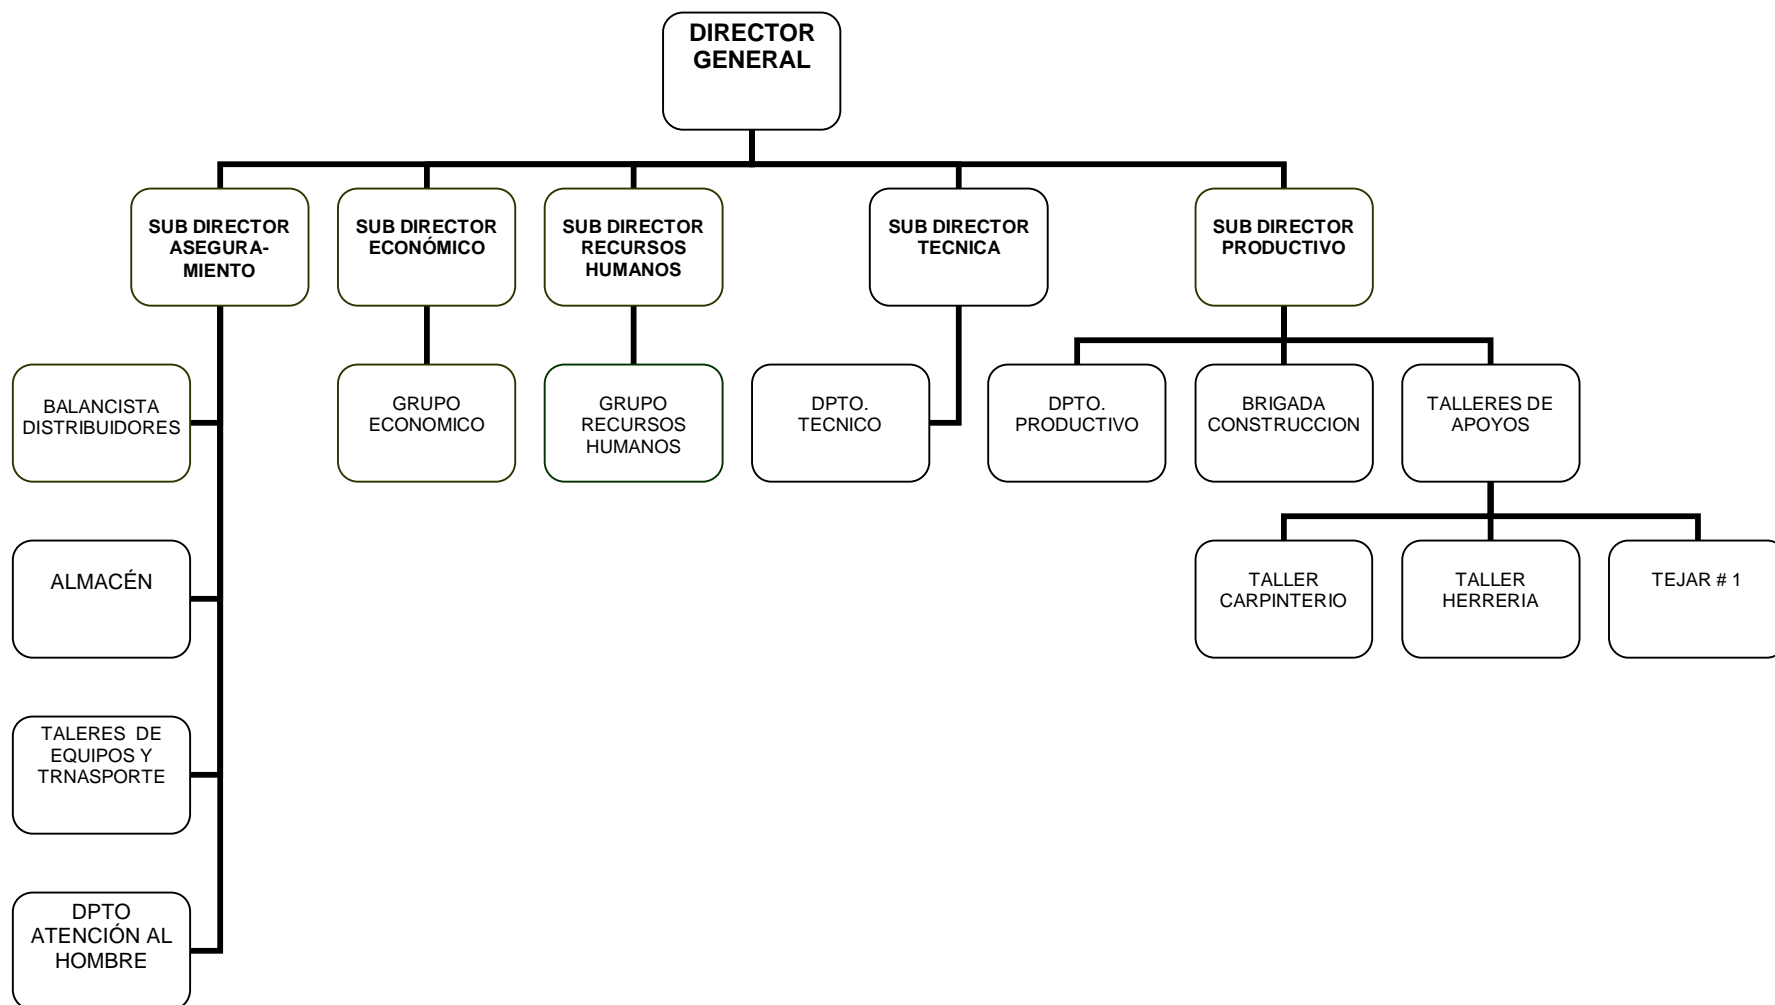 DIRECTOR
GENERAL
SUB DIRECTOR
ASEGURA-
MIENTO
SUB DIRECTOR
ECONÓMICO
SUB DIRECTOR
RECURSOS
HUMANOS
SUB DIRECTOR
TECNICA
SUB DIRECTOR
PRODUCTIVO
BALANCISTA
DISTRIBUIDORES
GRUPO
ECONOMICO
GRUPO
RECURSOS
HUMANOS
DPTO.
TECNICO
DPTO.
PRODUCTIVO
BRIGADA
CONSTRUCCION
TALLERES DE
APOYOS
ALMACÉN
TALLER
CARPINTERIO
TALLER
HERRERIA
TEJAR # 1
TALERES  DE
EQUIPOS Y
TRNASPORTE
DPTO
ATENCIÓN AL
HOMBRE